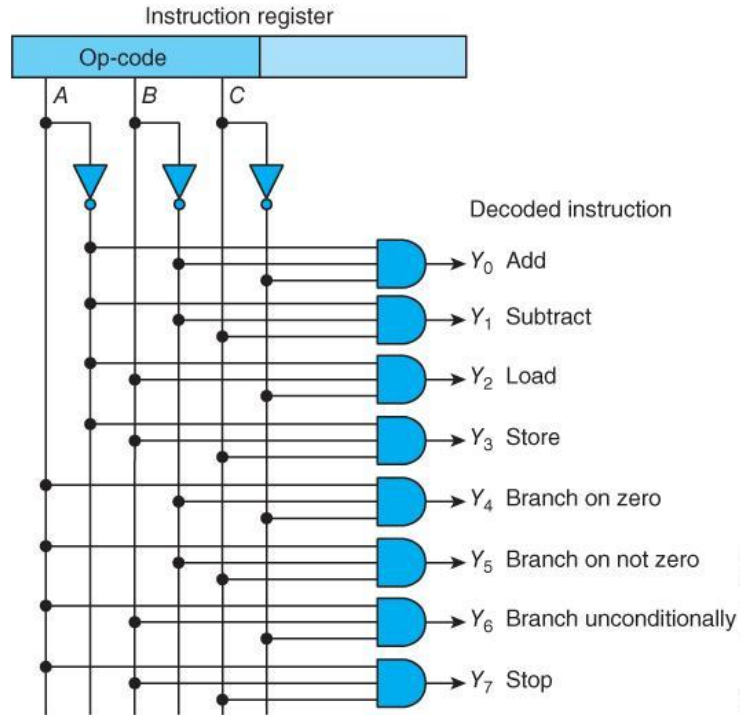 Instruction register
Op-code
A B C
Decoded instruction
Y0 Add
Y1 Subtract
Y2 Load
Y3 Store
Y4 Branch on zero
Y5 Branch on not zero
Y6 Branch unconditionally
Y7 Stop